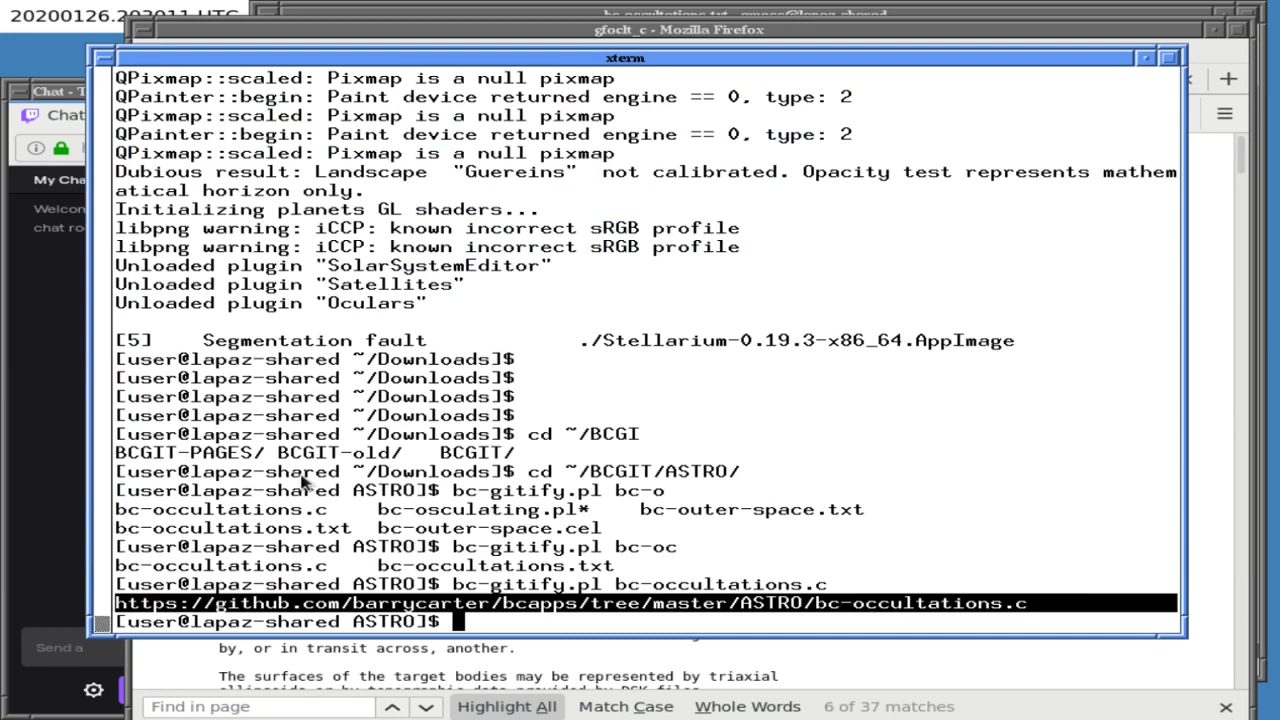 20200126.203011 UTC
bc-occultations.txt - emacs@lapaz-shared
gfoclt_c - Mozilla Firefox
xterm
Chat - T
Chat
My Cha
Welcon
chat ro
Send a
QPixmap::scaled: Pixmap is a null pixmap
QPainter::begin: Paint device returned engine == 0, type: 2
QPixmap::scaled: Pixmap is a null pixmap
QPainter::begin: Paint device returned engine == 0, type: 2
QPixmap::scaled: Pixmap is a null pixmap
Dubious result: Landscape  "Guereins"  not calibrated. Opacity test represents mathem
atical horizon only.
Initializing planets GL shaders...
libpng warning: iCCP: known incorrect sRGB profile
libpng warning: iCCP: known incorrect sRGB profile
Unloaded plugin "SolarSystemEditor"
Unloaded plugin "Satellites"
Unloaded plugin "Oculars"
[5]    Segmentation fault            ./Stellarium-0.19.3-x86_64.AppImage
[user@lapaz-shared ~/Downloads]$
[user@lapaz-shared ~/Downloads]$
[user@lapaz-shared ~/Downloads]$
[user@lapaz-shared ~/Downloads]$
[user@lapaz-shared ~/Downloads]$ cd ~/BCGI
BCGIT-PAGES/ BCGIT-old/   BCGIT/
[user@lapaz-shared ~/Downloads]$ cd ~/BCGIT/ASTRO/
[user@lapaz-shared ASTRO]$ bc-gitify.pl bc-o
bc-occultations.c    bc-osculating.pl*    bc-outer-space.txt
bc-occultations.txt  bc-outer-space.cel
[user@lapaz-shared ASTRO]$ bc-gitify.pl bc-oc
bc-occultations.c    bc-occultations.txt
[user@lapaz-shared ASTRO]$ bc-gitify.pl bc-occultations.c
https://github.com/barrycarter/bcapps/tree/master/ASTRO/bc-occultations.c
[user@lapaz-shared ASTRO]$
by, or in transit across, another.
The surfaces of the target bodies may be represented by triaxial
Find in page Highlight All Match Case Whole Words 6 of 37 matches